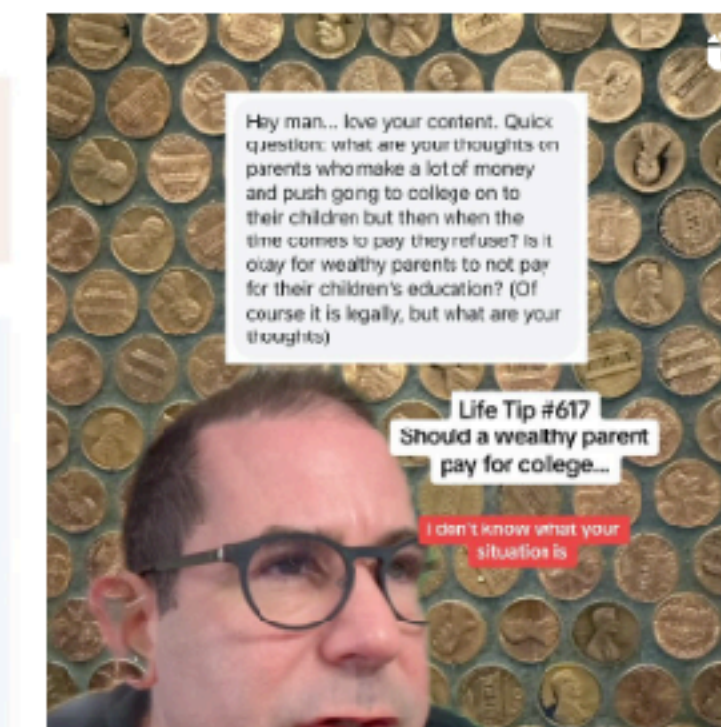 Hey man... love your content. Quick
question: what are your thoughts on
parents who make a lot of money
and push gong to college on to
their children but then when the
time comes to pay they refuse? Is it
okay for wealthy parents to not pay
for their children's education? (Of
course it is legally, but what are your
thoughts)
Life Tip #617
Should a wealthy parent
pay for college...
I don't know what your
situation is